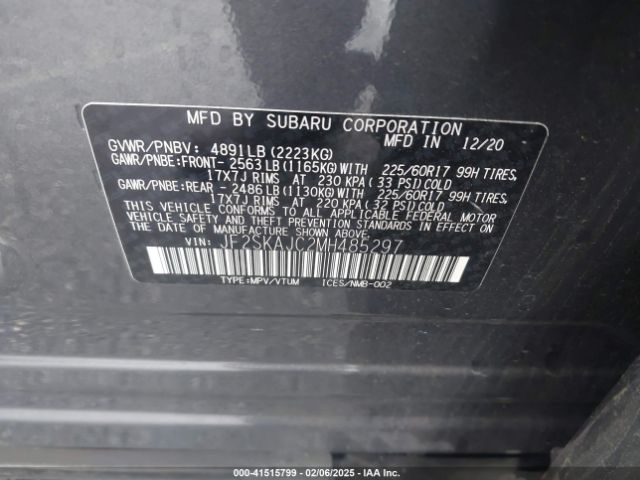 MFD BY SUBARU CORPORATION
GVWR/PNBV: 4891LB(2223KG) MFD IN 12/20
GAWR/PNBE:FRONT- 2563LB(1165KG)WITH 225/60R17 99H TIRES,
17X7J RIMS AT 230 KPA(33 PSI)COLD
GAWR/PNBE:REAR - 2486LB(1130KG)WITH 225/60R17 99H TIRES,
17X7J RIMS AT 220 KPA(32 PSI)COLD
THIS VEHICLE CONFORMS TO ALL APPLICABLE FEDERAL MOTOR
VEHICLE SAFETY AND THEFT PREVENTION STANDARDS IN EFFECT ON
THE DATE OF MANUFACTURE SHOWN ABOVE.
VIN: JF2SKAJC2MH485297
TYPE:MPV/VTUM ICES/NMB-002
000-41515799 - 02/06/2025 - IAA Inc.